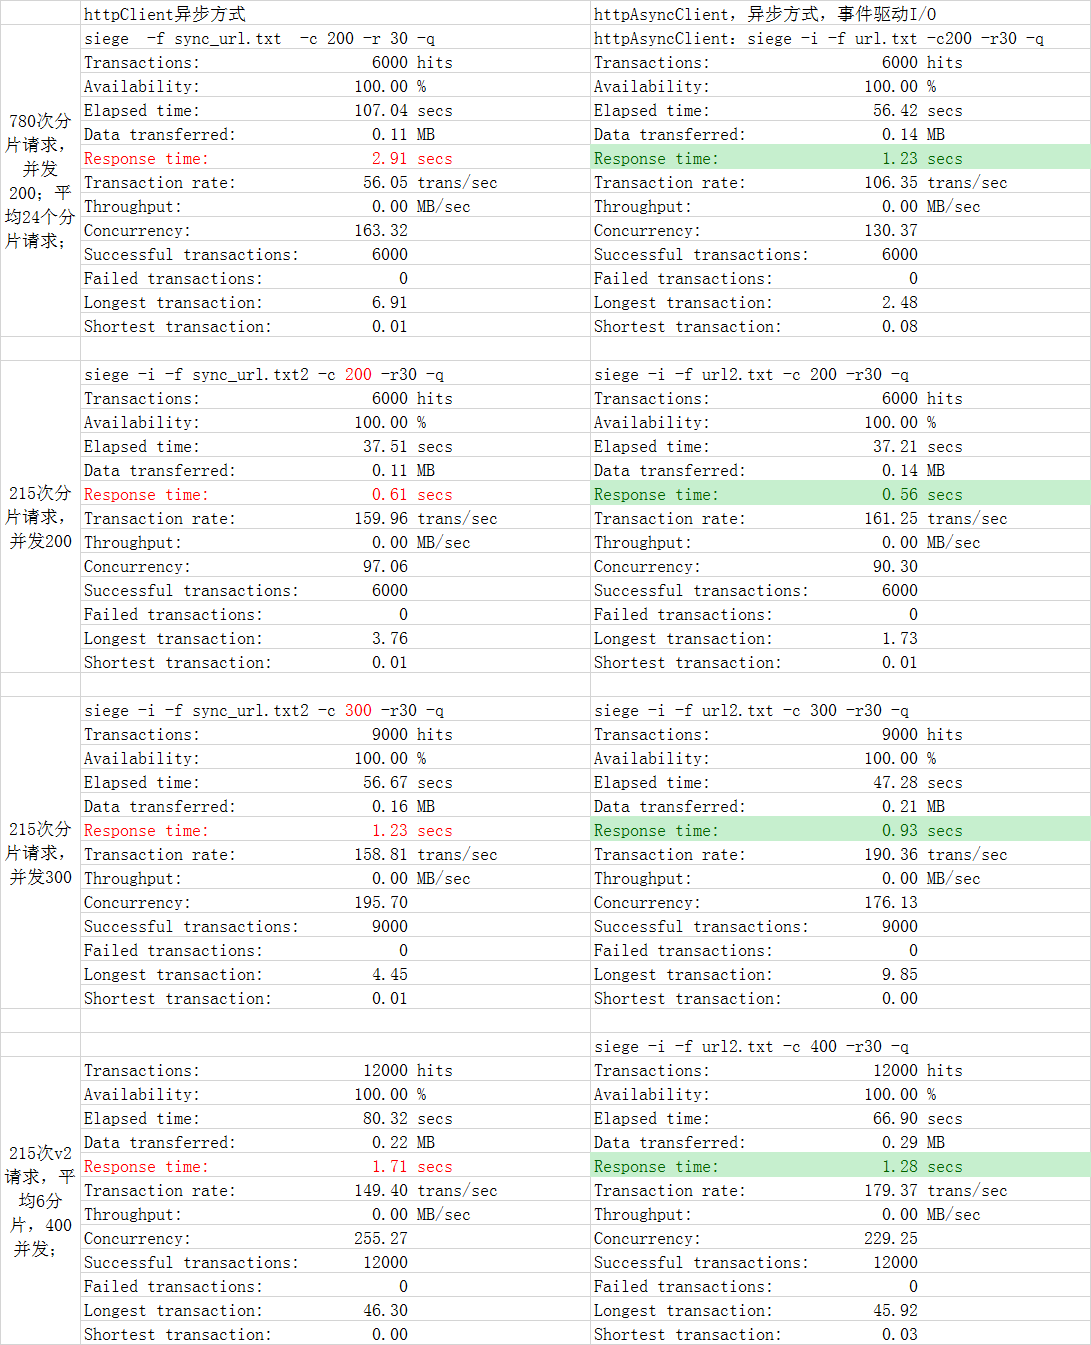 httpClient异步方式
httpAsyncClient，异步方式，事件驱动I/O
780次分
片请求，
并发
200；平
均24个分
片请求；
siege  -f sync_url.txt  -c 200 -r 30 -q
Transactions: 6000 hits
Availability: 100.00 %
Elapsed time: 107.04 secs
Data transferred: 0.11 MB
Response time: 2.91 secs
Transaction rate: 56.05 trans/sec
Throughput: 0.00 MB/sec
Concurrency: 163.32
Successful transactions: 6000
Failed transactions: 0
Longest transaction: 6.91
Shortest transaction: 0.01
httpAsyncClient：siege -i -f url.txt -c200 -r30 -q
Transactions: 6000 hits
Availability: 100.00 %
Elapsed time: 56.42 secs
Data transferred: 0.14 MB
Response time: 1.23 secs
Transaction rate: 106.35 trans/sec
Throughput: 0.00 MB/sec
Concurrency: 130.37
Successful transactions: 6000
Failed transactions: 0
Longest transaction: 2.48
Shortest transaction: 0.08
215次分
片请求，
并发200
siege -i -f sync_url.txt2 -c 200 -r30 -q
Transactions: 6000 hits
Availability: 100.00 %
Elapsed time: 37.51 secs
Data transferred: 0.11 MB
Response time: 0.61 secs
Transaction rate: 159.96 trans/sec
Throughput: 0.00 MB/sec
Concurrency: 97.06
Successful transactions: 6000
Failed transactions: 0
Longest transaction: 3.76
Shortest transaction: 0.01
siege -i -f url2.txt -c 200 -r30 -q
Transactions: 6000 hits
Availability: 100.00 %
Elapsed time: 37.21 secs
Data transferred: 0.14 MB
Response time: 0.56 secs
Transaction rate: 161.25 trans/sec
Throughput: 0.00 MB/sec
Concurrency: 90.30
Successful transactions: 6000
Failed transactions: 0
Longest transaction: 1.73
Shortest transaction: 0.01
215次分
片请求，
并发300
siege -i -f sync_url.txt2 -c 300 -r30 -q
Transactions: 9000 hits
Availability: 100.00 %
Elapsed time: 56.67 secs
Data transferred: 0.16 MB
Response time: 1.23 secs
Transaction rate: 158.81 trans/sec
Throughput: 0.00 MB/sec
Concurrency: 195.70
Successful transactions: 9000
Failed transactions: 0
Longest transaction: 4.45
Shortest transaction: 0.01
siege -i -f url2.txt -c 300 -r30 -q
Transactions: 9000 hits
Availability: 100.00 %
Elapsed time: 47.28 secs
Data transferred: 0.21 MB
Response time: 0.93 secs
Transaction rate: 190.36 trans/sec
Throughput: 0.00 MB/sec
Concurrency: 176.13
Successful transactions: 9000
Failed transactions: 0
Longest transaction: 9.85
Shortest transaction: 0.00
215次v2
请求，平
均6分
片，400
并发；
Transactions: 12000 hits
Availability: 100.00 %
Elapsed time: 80.32 secs
Data transferred: 0.22 MB
Response time: 1.71 secs
Transaction rate: 149.40 trans/sec
Throughput: 0.00 MB/sec
Concurrency: 255.27
Successful transactions: 12000
Failed transactions: 0
Longest transaction: 46.30
Shortest transaction: 0.00
siege -i -f url2.txt -c 400 -r30 -q
Transactions: 12000 hits
Availability: 100.00 %
Elapsed time: 66.90 secs
Data transferred: 0.29 MB
Response time: 1.28 secs
Transaction rate: 179.37 trans/sec
Throughput: 0.00 MB/sec
Concurrency: 229.25
Successful transactions: 12000
Failed transactions: 0
Longest transaction: 45.92
Shortest transaction: 0.03